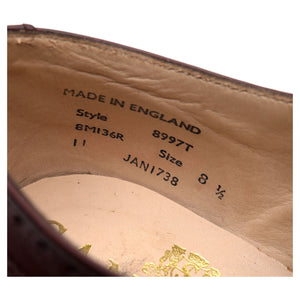 MADE IN ENGLAND
Style 8997T
8M136R Size 8 ½
11 JAN1738